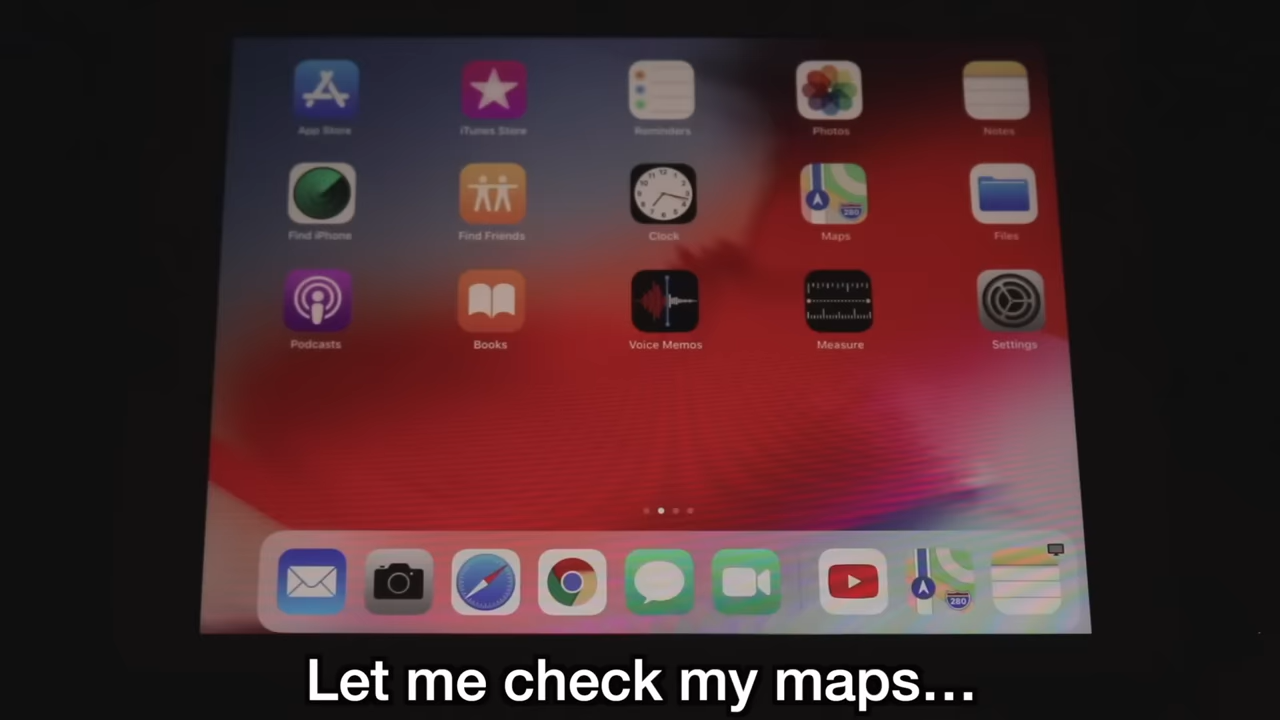 App Store iTunes Store Reminders Photos Notes
280
Find iPhone Find Friends Clock Maps Files
Podcasts Books Voice Memos Measure Settings
280
Let me check my maps...